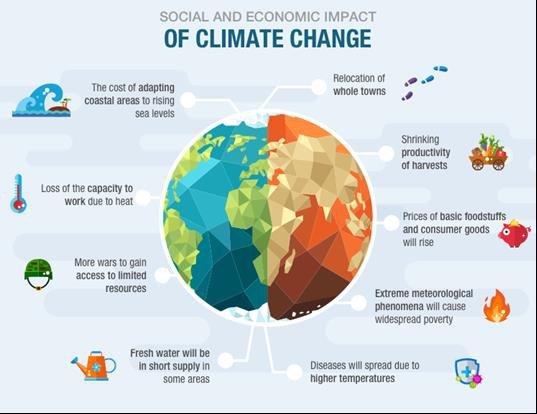 SOCIAL AND ECONOMIC IMPACT
OF CLIMATE CHANGE
The cost of adapting
coastal areas to rising
sea levels
Relocation of
whole towns
Shrinking
productivity
of harvests
Loss of the capacity to
work due to heat
Prices of basic foodstuffs
and consumer goods
will rise
More wars to gain
access to limited
resources
Extreme meteorological
phenomena will cause
widespread poverty
Fresh water will be
in short supply in
some areas
Diseases will spread due to
higher temperatures